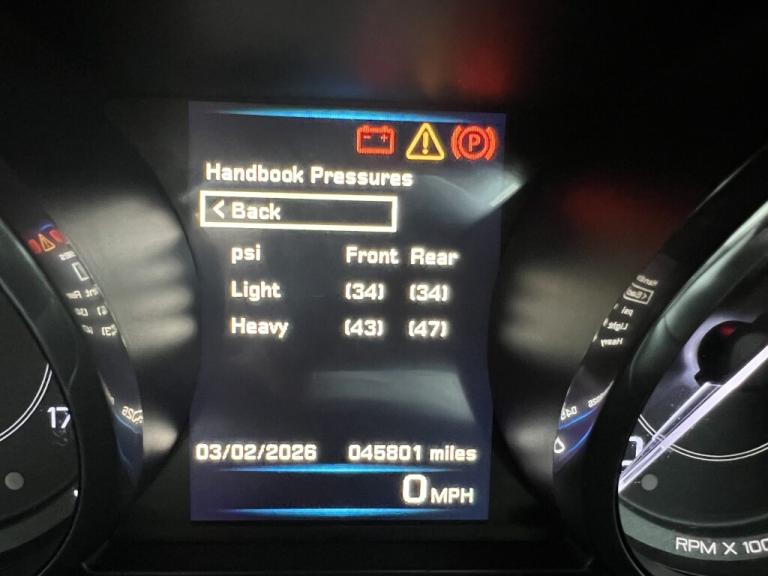 P
Handbook Pressures
< Back
psi Front Rear
Light (34) (34)
Heavy (43) (47)
03/02/2026 045801 miles
0 MPH
17
RPM X 100